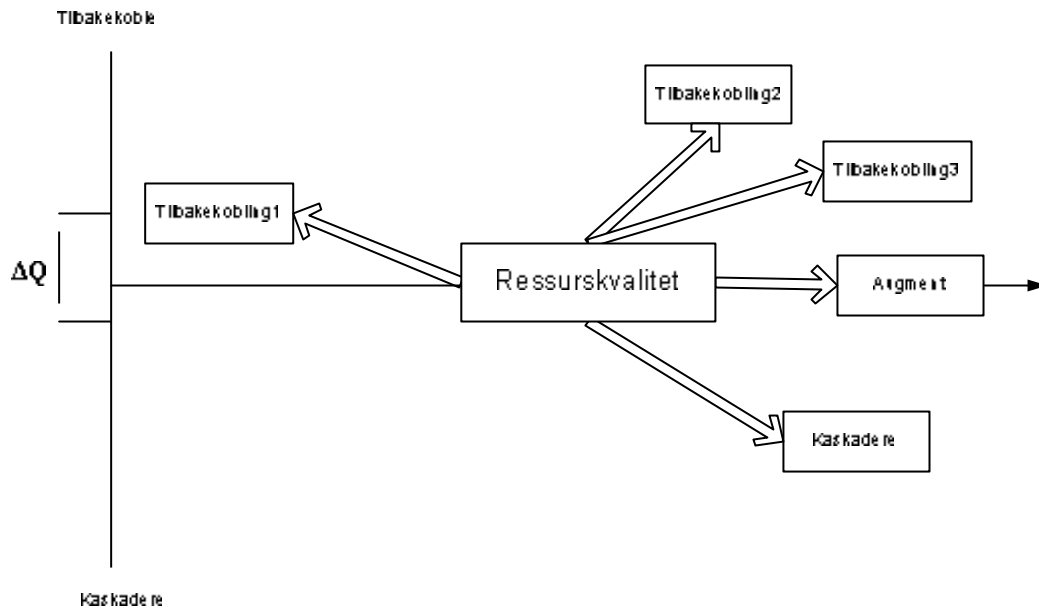 Tilbakekoble
Tilbakekobling2
Tilbakekobling3
Tilbakekobling1
ΔQ
Ressurskvalitet
Augment
Kaskadere
Kaskadere